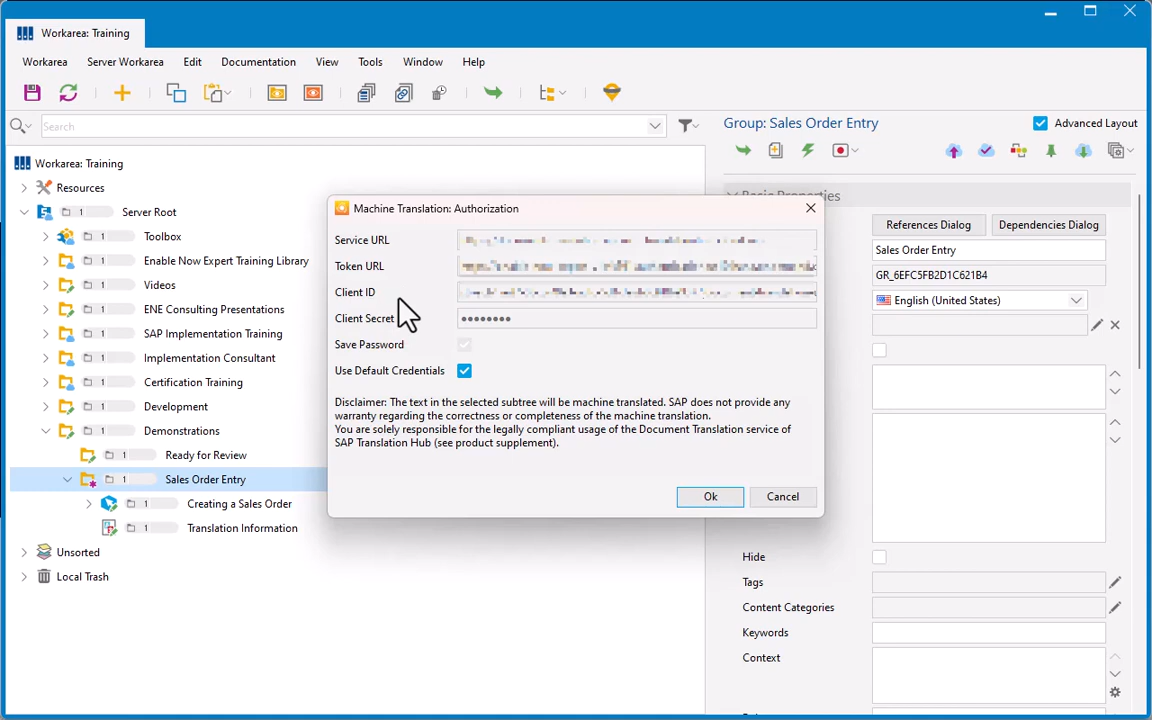 Workarea: Training
Workarea Server Workarea Edit Documentation View Tools Window Help
Search
Group: Sales Order Entry
Advanced Layout
Workarea: Training
Resources
1 Server Root
1 Toolbox
1 Enable Now Expert Training Library
1 Videos
1 ENE Consulting Programs
1 SAP Implementation Training
1 Implementation Consultant
1 Certification Training
1 Development
1 Demonstrations
1 Ready for Review
1 Sales Order Entry
1 Creating a Sales Order
1 Translation Information
Unsorted
Local Trash
Machine Translation: Authorization
Service URL
Token URL
Client ID
Client Secret ••••••••
Save Password
Use Default Credentials
Disclaimer: The text in the selected subtree will be machine translated. SAP does not provide any
warranty regarding the correctness or completeness of the machine translation.
You are solely responsible for the legally compliant usage of the Document Translation service of
SAP Translation Hub (see product supplement).
Ok Cancel
Basic Properties
References Dialog Dependencies Dialog
Sales Order Entry
GR_6EFC5FB2D1C621B4
English (United States)
Hide
Tags
Content Categories
Keywords
Context